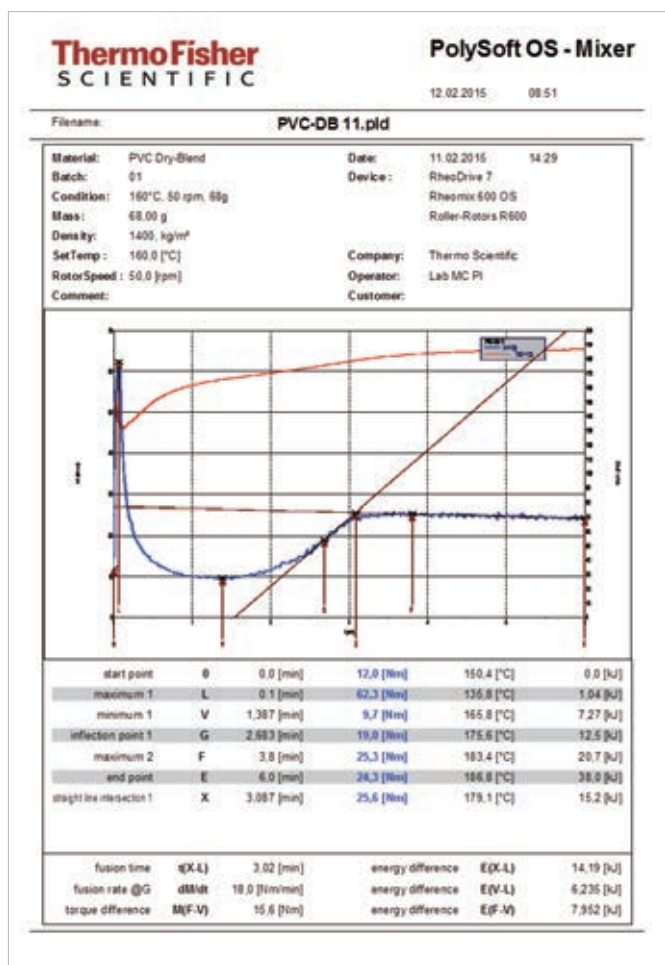 ThermoFisher
SCIENTIFIC
PolySoft OS - Mixer
12.02.2015 08:51
Filename: PVC-DB 11.pld
Material: PVC Dry-Blend Date: 11.02.2015 14:29
Batch: 01 Device : RheoDrive 7
Condition: 160°C, 50 rpm, 68g Rheomix 600 OS
Mass: 68,00 g Roller-Rotors R600
Density: 1400, kg/m³
SetTemp : 160,0 [°C] Company: Thermo Scientific
RotorSpeed : 50,0 [rpm] Operator: Lab MC PI
Comment: Customer:
start point 0 0,0 [min] 12,0 [Nm] 150,4 [°C] 0,0 [kJ]
maximum 1 L 0,1 [min] 62,3 [Nm] 135,8 [°C] 1,04 [kJ]
minimum 1 V 1,387 [min] 9,7 [Nm] 165,8 [°C] 7,27 [kJ]
inflection point 1 G 2,683 [min] 19,0 [Nm] 175,6 [°C] 12,5 [kJ]
maximum 2 F 3,8 [min] 25,3 [Nm] 183,4 [°C] 20,7 [kJ]
end point E 6,0 [min] 24,3 [Nm] 186,8 [°C] 38,0 [kJ]
straight line intersection 1 X 3,087 [min] 25,6 [Nm] 179,1 [°C] 15,2 [kJ]
fusion time t(X-L) 3,02 [min] energy difference E(X-L) 14,19 [kJ]
fusion rate @G dM/dt 18,0 [Nm/min] energy difference E(V-L) 6,235 [kJ]
torque difference M(F-V) 15,6 [Nm] energy difference E(F-V) 7,952 [kJ]